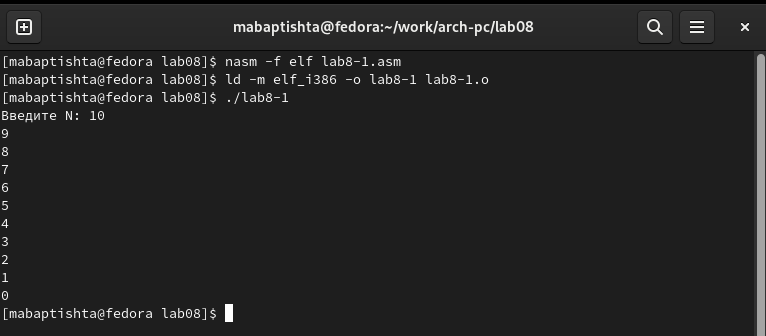 mabaptishta@fedora:~/work/arch-pc/lab08
[mabaptishta@fedora lab08]$ nasm -f elf lab8-1.asm
[mabaptishta@fedora lab08]$ ld -m elf_i386 -o lab8-1 lab8-1.o
[mabaptishta@fedora lab08]$ ./lab8-1
Введите N: 10
9
8
7
6
5
4
3
2
1
0
[mabaptishta@fedora lab08]$